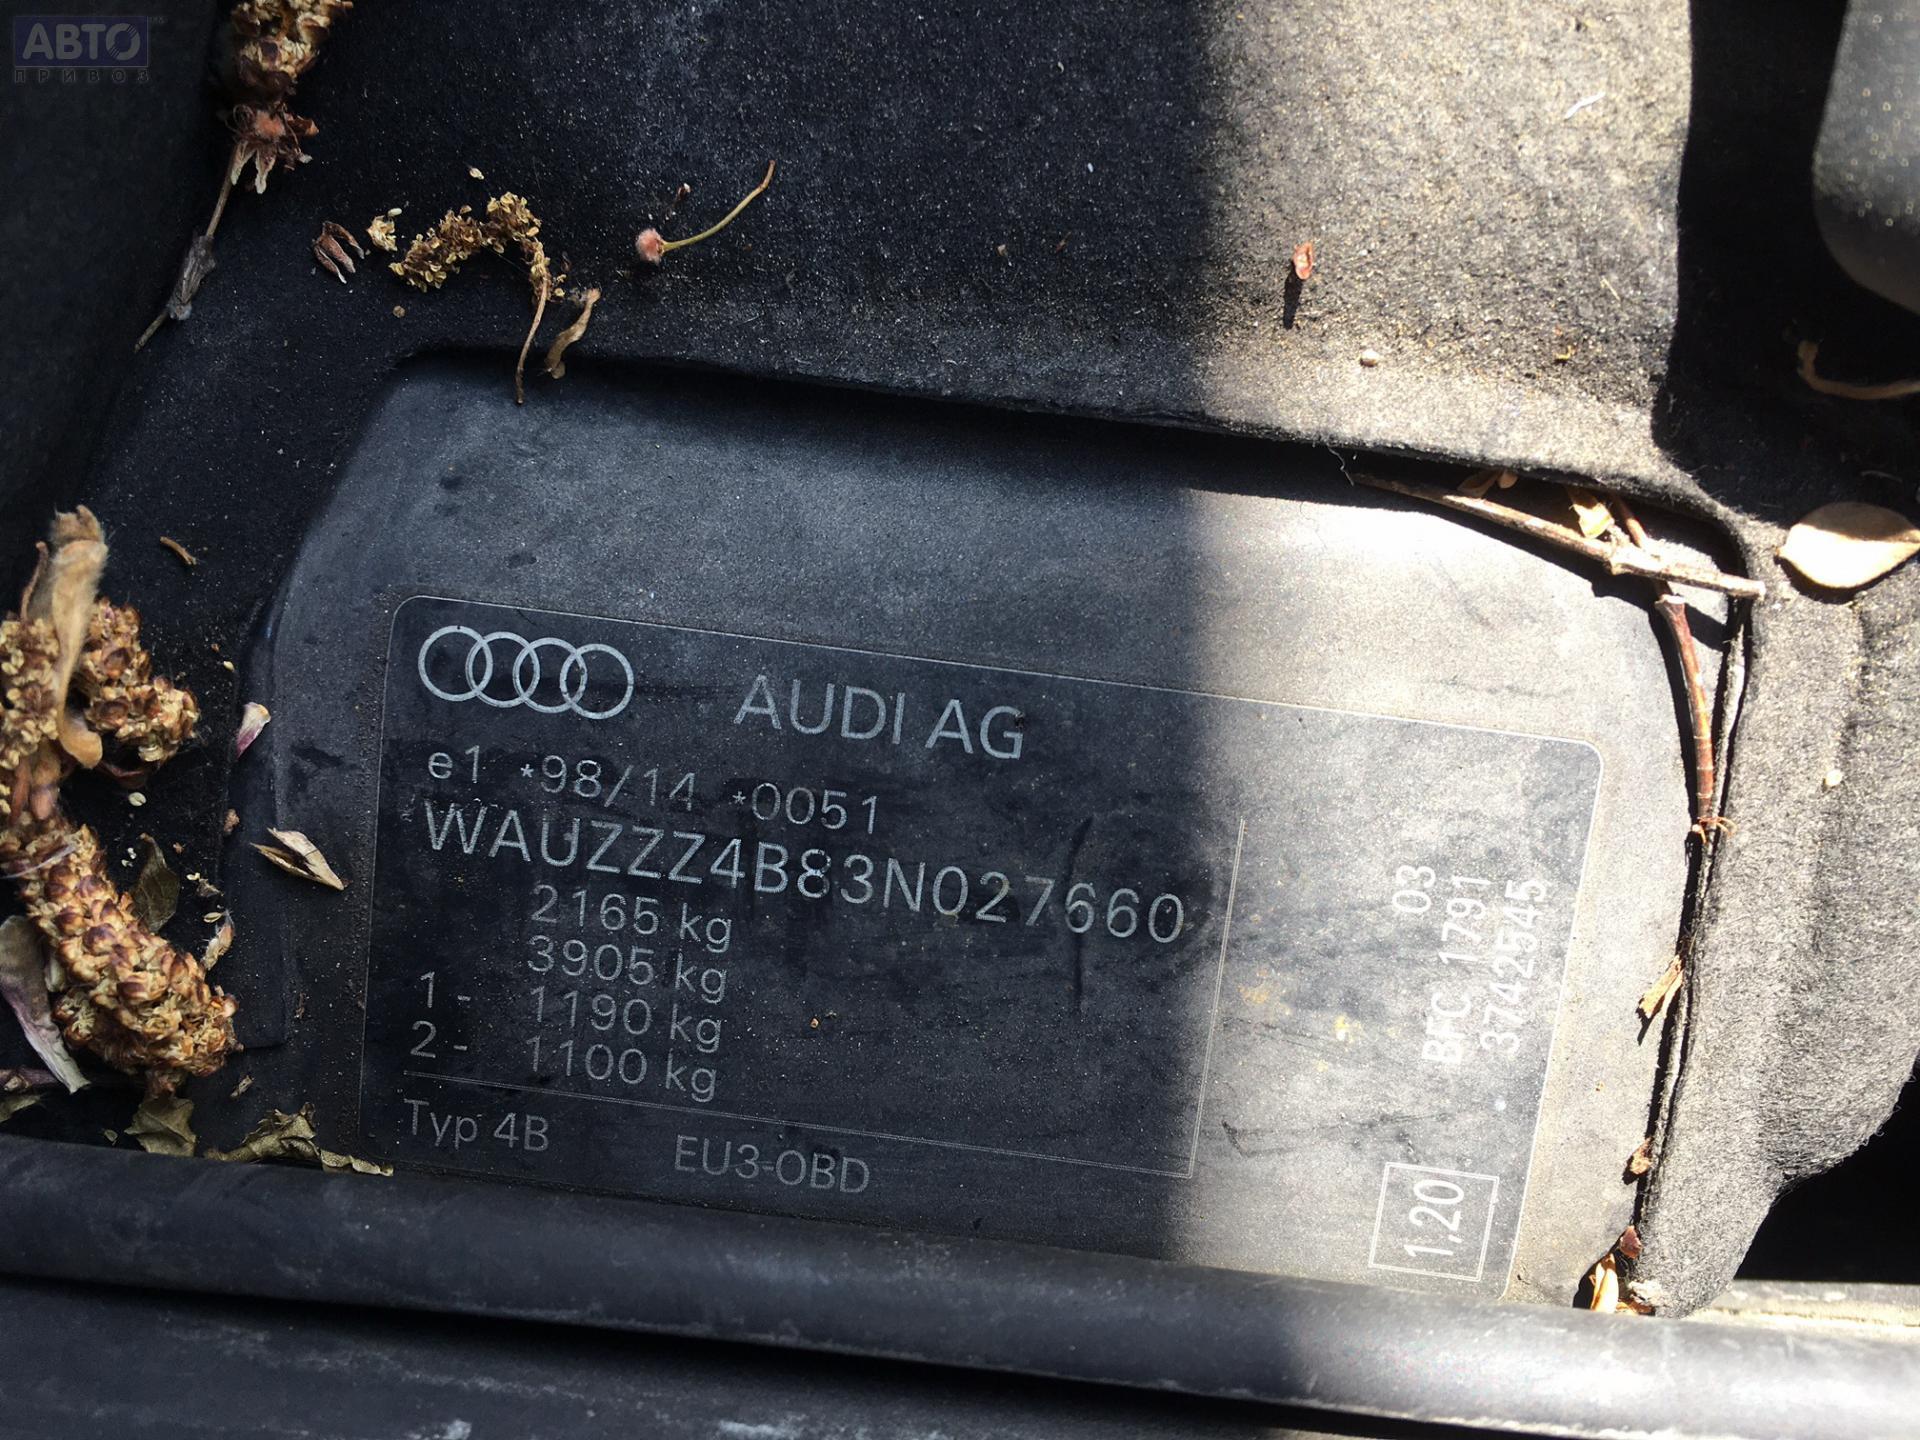 АВТО
ПРИВОЗ
AUDI AG
e1 *98/14 *0051
WAUZZZ4B83N027660
2165 kg
3905 kg
1 - 1190 kg
2 - 1100 kg
Typ 4B EU3-OBD
03
BFC 1791
3742545
1,20